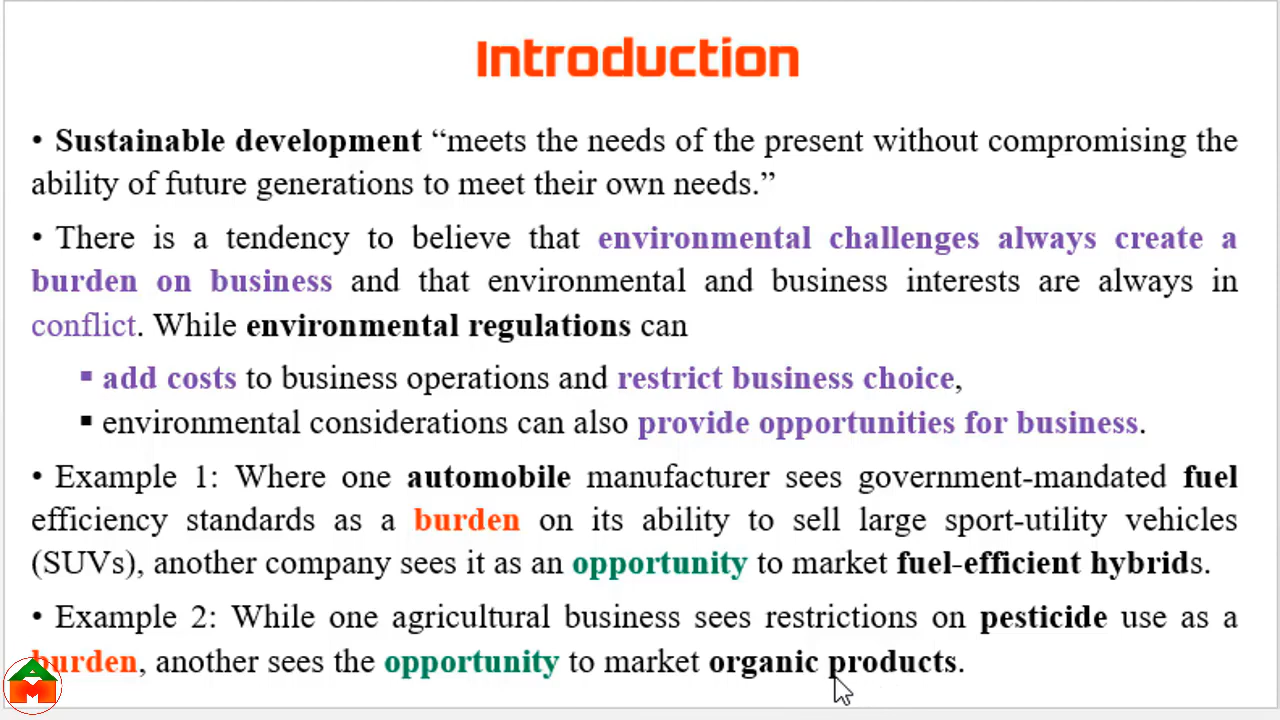 Introduction
• Sustainable development “meets the needs of the present without compromising the
ability of future generations to meet their own needs.”
• There is a tendency to believe that environmental challenges always create a
burden on business and that environmental and business interests are always in
conflict. While environmental regulations can
▪ add costs to business operations and restrict business choice,
▪ environmental considerations can also provide opportunities for business.
• Example 1: Where one automobile manufacturer sees government-mandated fuel
efficiency standards as a burden on its ability to sell large sport-utility vehicles
(SUVs), another company sees it as an opportunity to market fuel-efficient hybrids.
• Example 2: While one agricultural business sees restrictions on pesticide use as a
burden, another sees the opportunity to market organic products.
AM